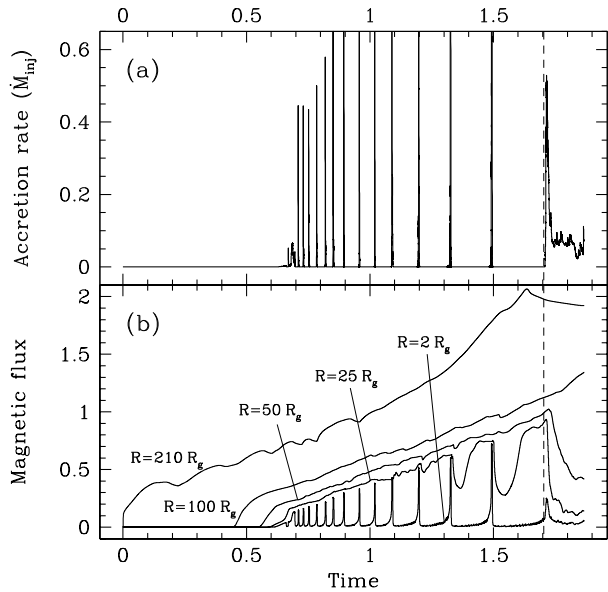 0 0.5 1 1.5
(a)
Accretion rate (Ṁinj)
0.6
0.4
0.2
0
(b)
Magnetic flux
2
1.5
1
0.5
0
R=2 Rg
R=25 Rg
R=50 Rg
R=210 Rg
R=100 Rg
0 0.5 1 1.5
Time